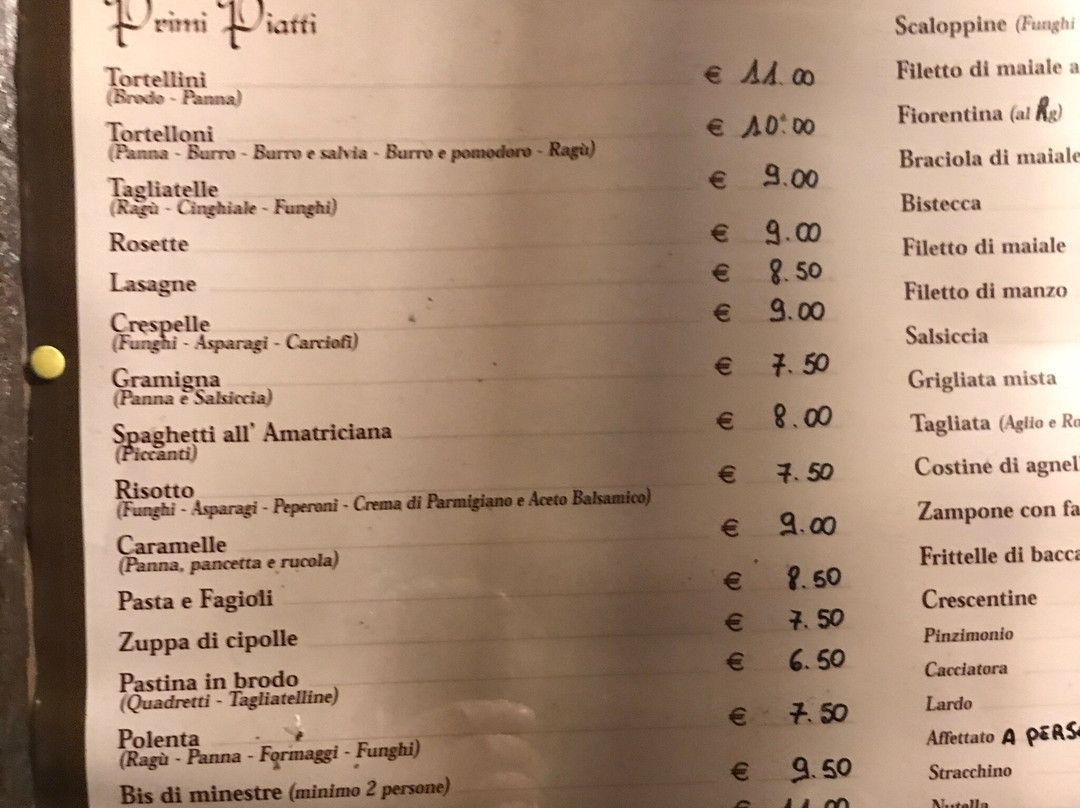 Primi Piatti
Tortellini € 11.00
(Brodo - Panna)
Tortelloni € 10.00
(Panna - Burro - Burro e salvia - Burro e pomodoro - Ragù)
Tagliatelle € 9.00
(Ragù - Cinghiale - Funghi)
Rosette € 9.00
Lasagne € 8.50
Crespelle € 9.00
(Funghi - Asparagi - Carciofi)
Gramigna € 7.50
(Panna e Salsiccia)
Spaghetti all' Amatriciana € 8.00
(Piccanti)
Risotto € 7.50
(Funghi - Asparagi - Peperoni - Crema di Parmigiano e Aceto Balsamico)
Caramelle € 9.00
(Panna, pancetta e rucola)
Pasta e Fagioli € 8.50
Zuppa di cipolle € 7.50
Pastina in brodo € 6.50
(Quadretti - Tagliatelline)
Polenta € 7.50
(Ragù - Panna - Formaggi - Funghi)
Bis di minestre (minimo 2 persone) € 9.50
€ 11.00
Scaloppine (Funghi
Filetto di maiale a
Fiorentina (al Kg)
Braciola di maiale
Bistecca
Filetto di maiale
Filetto di manzo
Salsiccia
Grigliata mista
Tagliata (Aglio e Ro
Costine di agnel
Zampone con fa
Frittelle di bacca
Crescentine
Pinzimonio
Cacciatora
Lardo
Affettato A PERS
Stracchino
Nutella